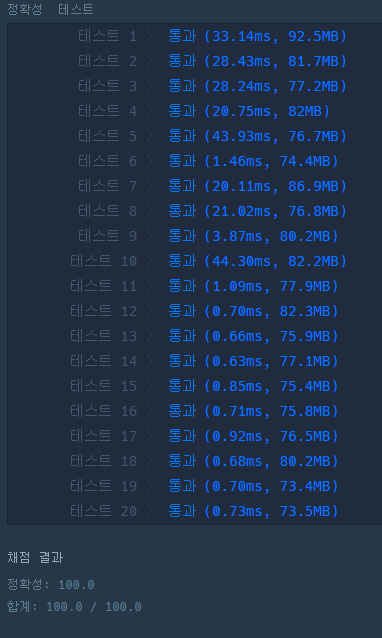 정확성 테스트
테스트 1 〉 통과 (33.14ms, 92.5MB)
테스트 2 〉 통과 (28.43ms, 81.7MB)
테스트 3 〉 통과 (28.24ms, 77.2MB)
테스트 4 〉 통과 (20.75ms, 82MB)
테스트 5 〉 통과 (43.93ms, 76.7MB)
테스트 6 〉 통과 (1.46ms, 74.4MB)
테스트 7 〉 통과 (20.11ms, 86.9MB)
테스트 8 〉 통과 (21.02ms, 76.8MB)
테스트 9 〉 통과 (3.87ms, 80.2MB)
테스트 10 〉 통과 (44.30ms, 82.2MB)
테스트 11 〉 통과 (1.09ms, 77.9MB)
테스트 12 〉 통과 (0.70ms, 82.3MB)
테스트 13 〉 통과 (0.66ms, 75.9MB)
테스트 14 〉 통과 (0.63ms, 77.1MB)
테스트 15 〉 통과 (0.85ms, 75.4MB)
테스트 16 〉 통과 (0.71ms, 75.8MB)
테스트 17 〉 통과 (0.92ms, 76.5MB)
테스트 18 〉 통과 (0.68ms, 80.2MB)
테스트 19 〉 통과 (0.70ms, 73.4MB)
테스트 20 〉 통과 (0.73ms, 73.5MB)
채점 결과
정확성: 100.0
합계: 100.0 / 100.0